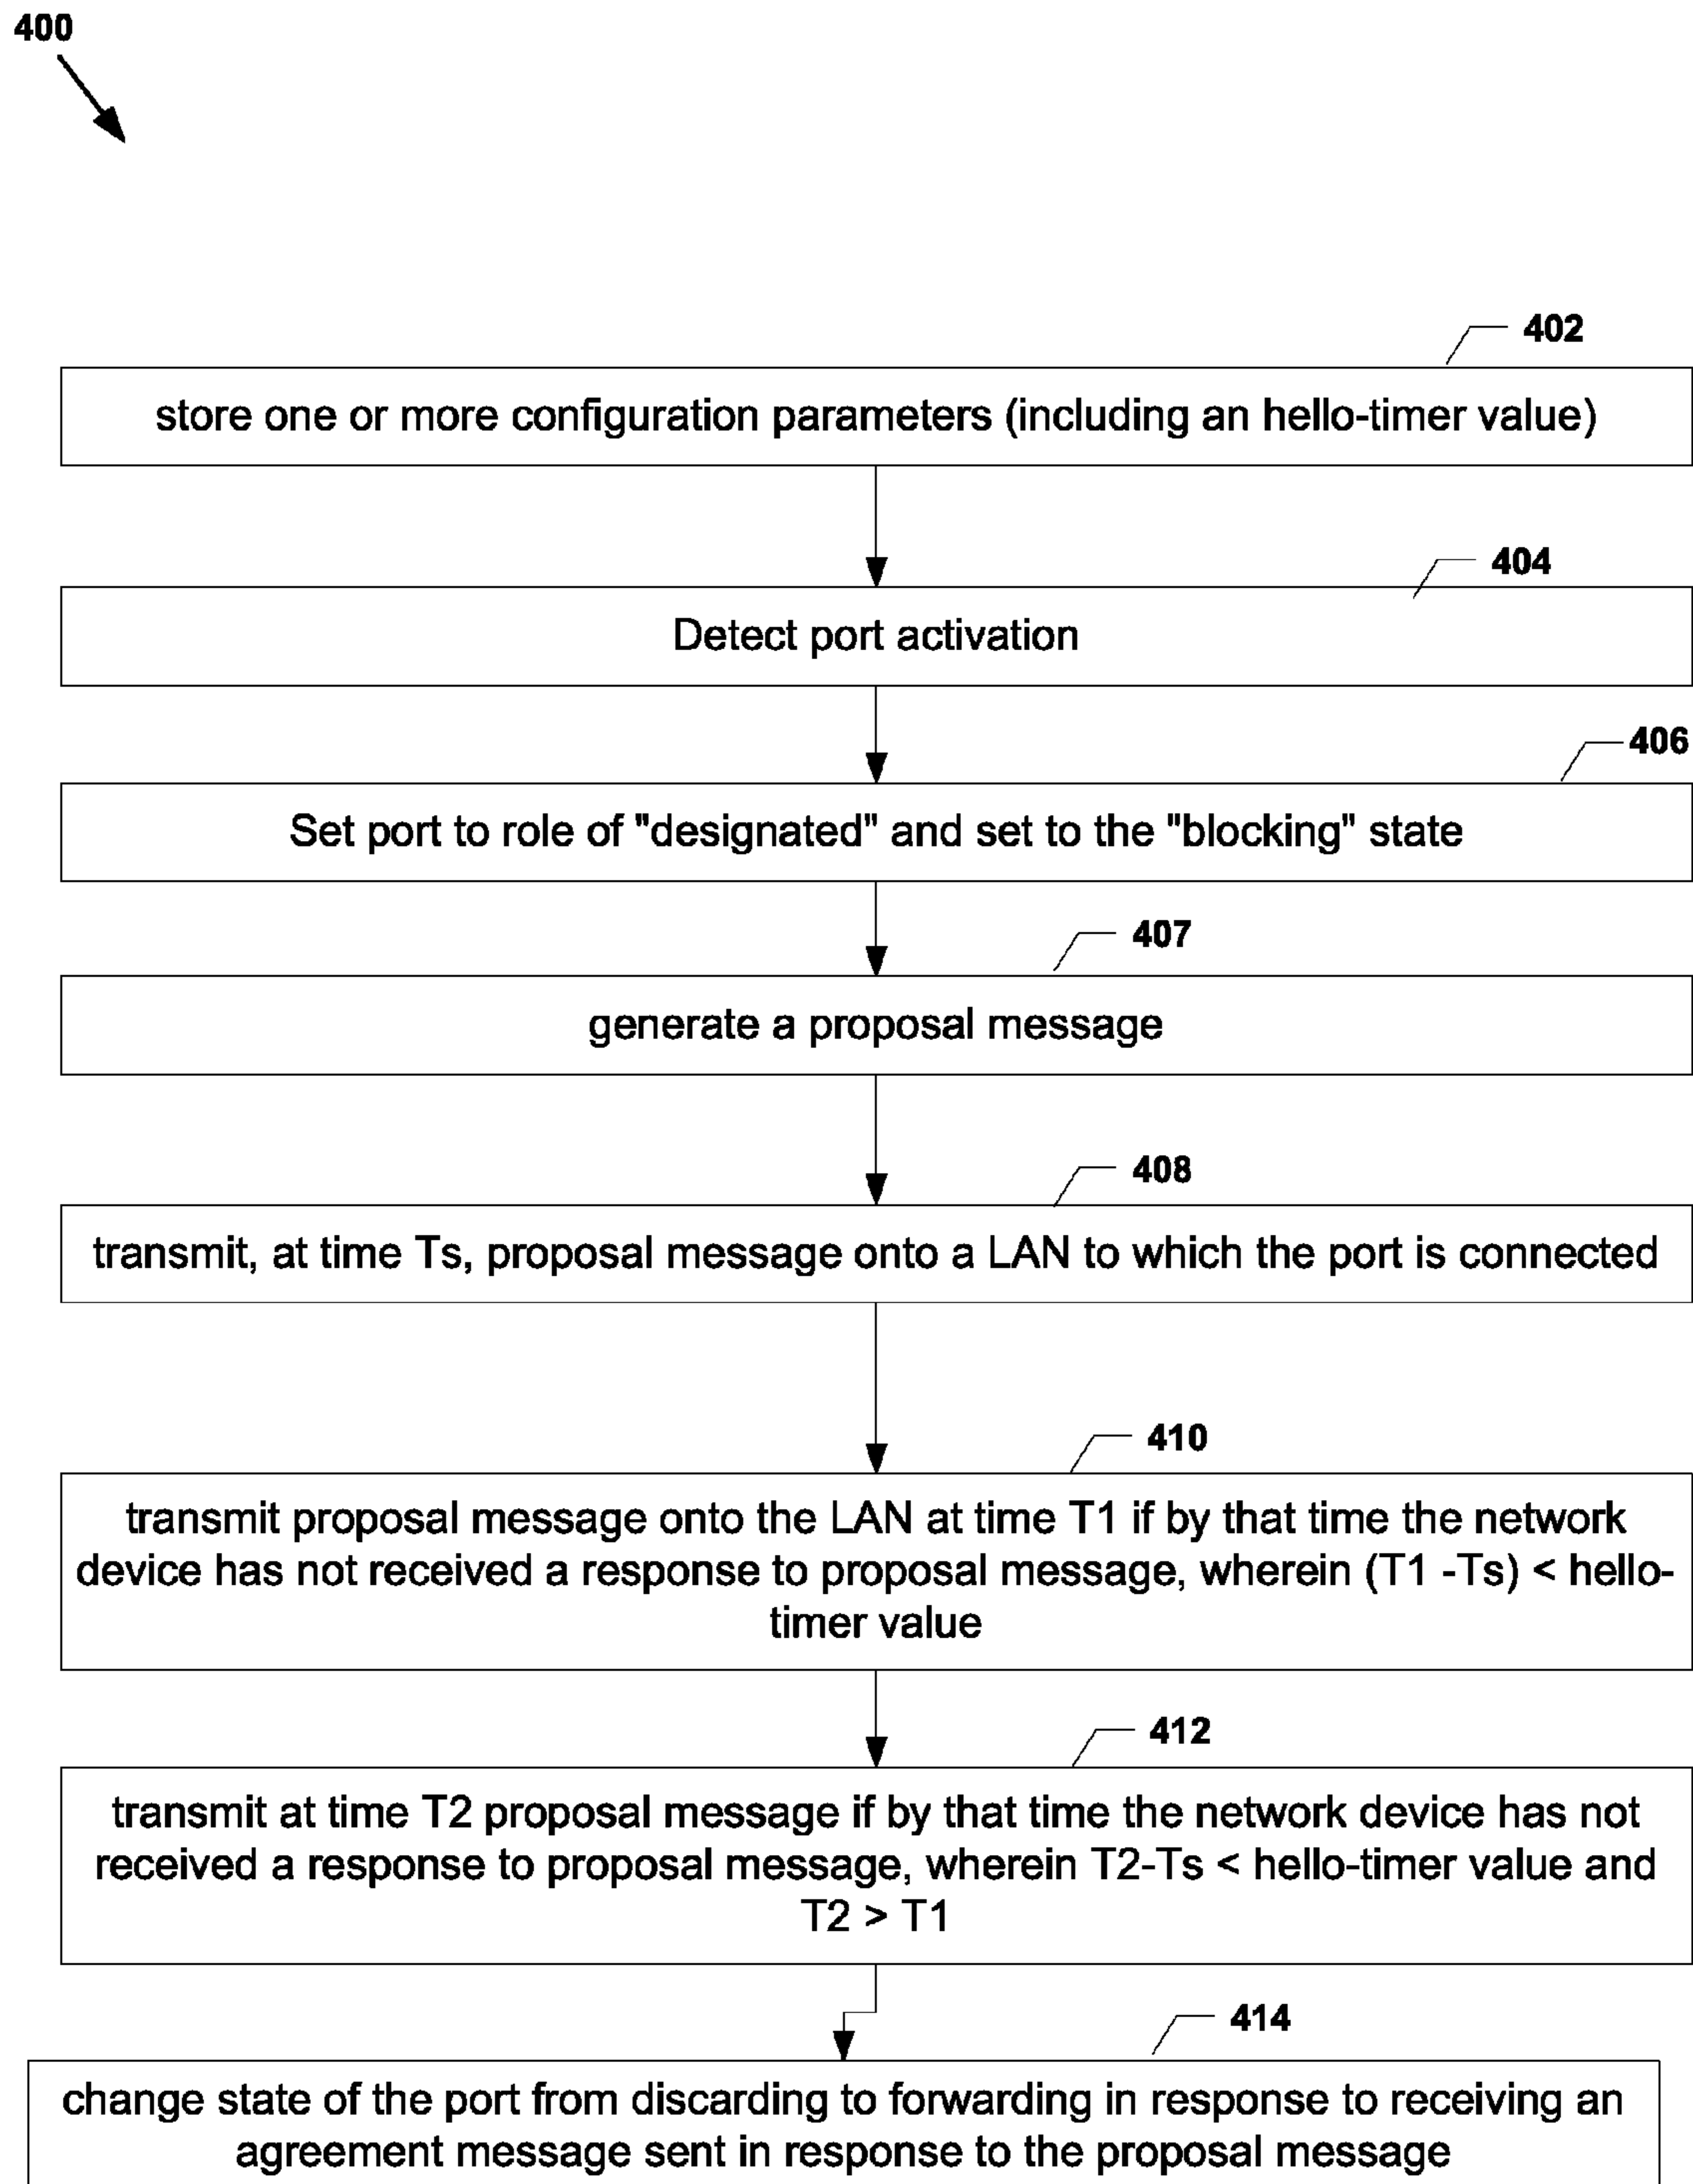 400
402
store one or more configuration parameters (including an hello-timer value)
404
Detect port activation
406
Set port to role of "designated" and set to the "blocking" state
407
generate a proposal message
408
transmit, at time Ts, proposal message onto a LAN to which the port is connected
410
transmit proposal message onto the LAN at time T1 if by that time the network
device has not received a response to proposal message, wherein (T1 -Ts) < hello-
timer value
412
transmit at time T2 proposal message if by that time the network device has not
received a response to proposal message, wherein T2-Ts < hello-timer value and
T2 > T1
414
change state of the port from discarding to forwarding in response to receiving an
agreement message sent in response to the proposal message